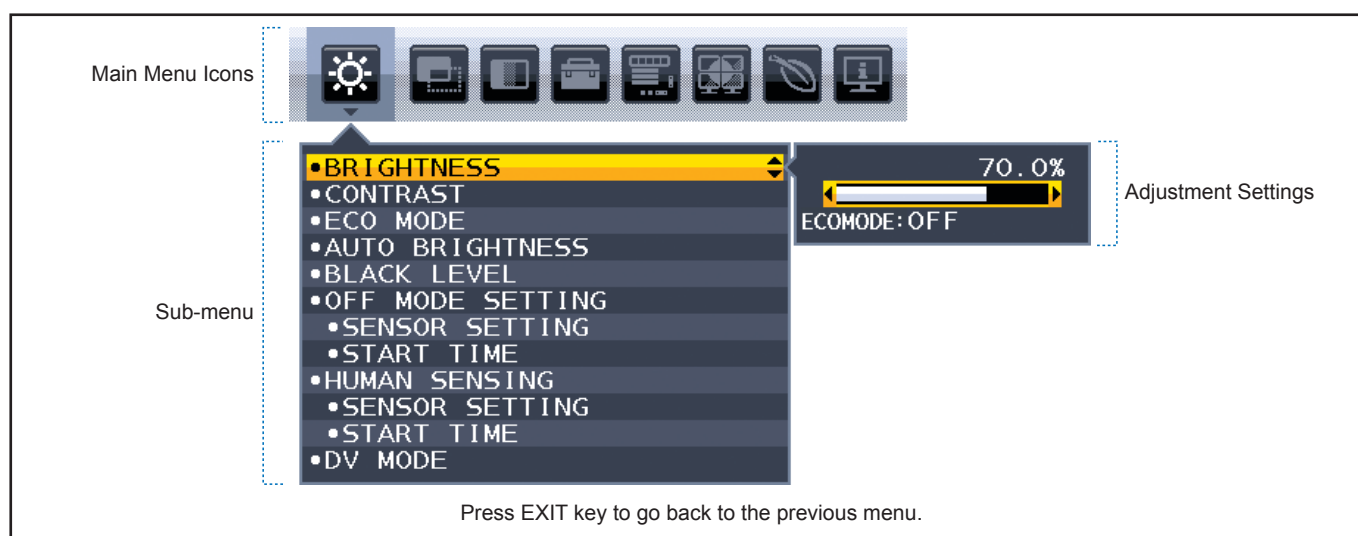 Main Menu Icons
•BRIGHTNESS
•CONTRAST
•ECO MODE
•AUTO BRIGHTNESS
•BLACK LEVEL
•OFF MODE SETTING
•SENSOR SETTING
•START TIME
•HUMAN SENSING
•SENSOR SETTING
•START TIME
•DV MODE
70.0%
ECOMODE:OFF
Adjustment Settings
Sub-menu
Press EXIT key to go back to the previous menu.